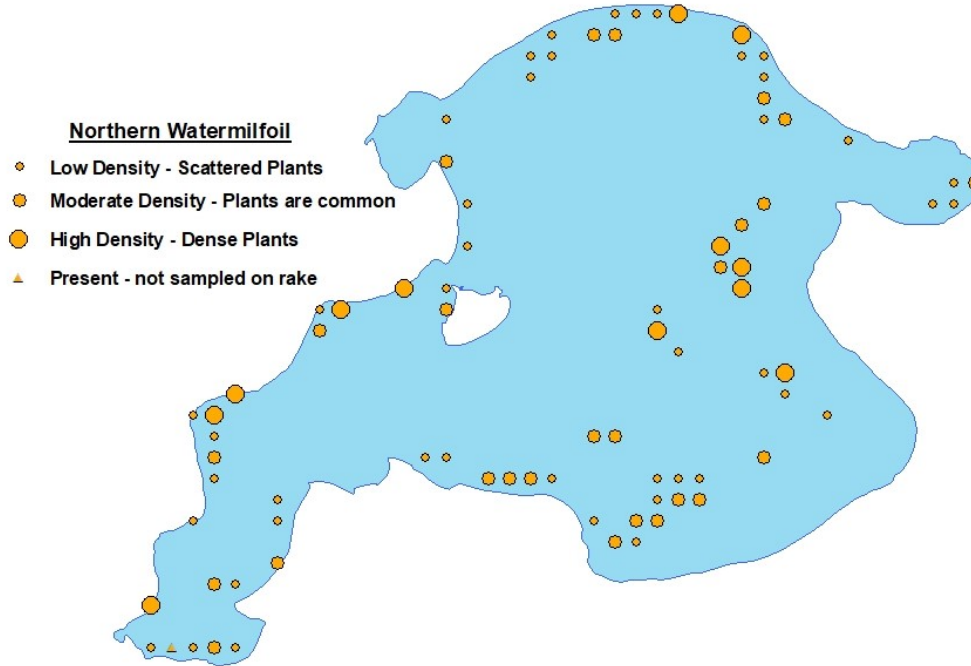 Northern Watermilfoil
Low Density - Scattered Plants
Moderate Density - Plants are common
High Density - Dense Plants
Present - not sampled on rake